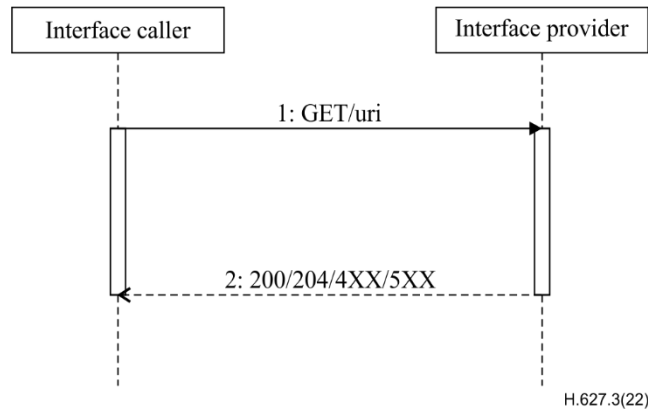 Interface caller
Interface provider
1: GET/uri
2: 200/204/4XX/5XX
H.627.3(22)